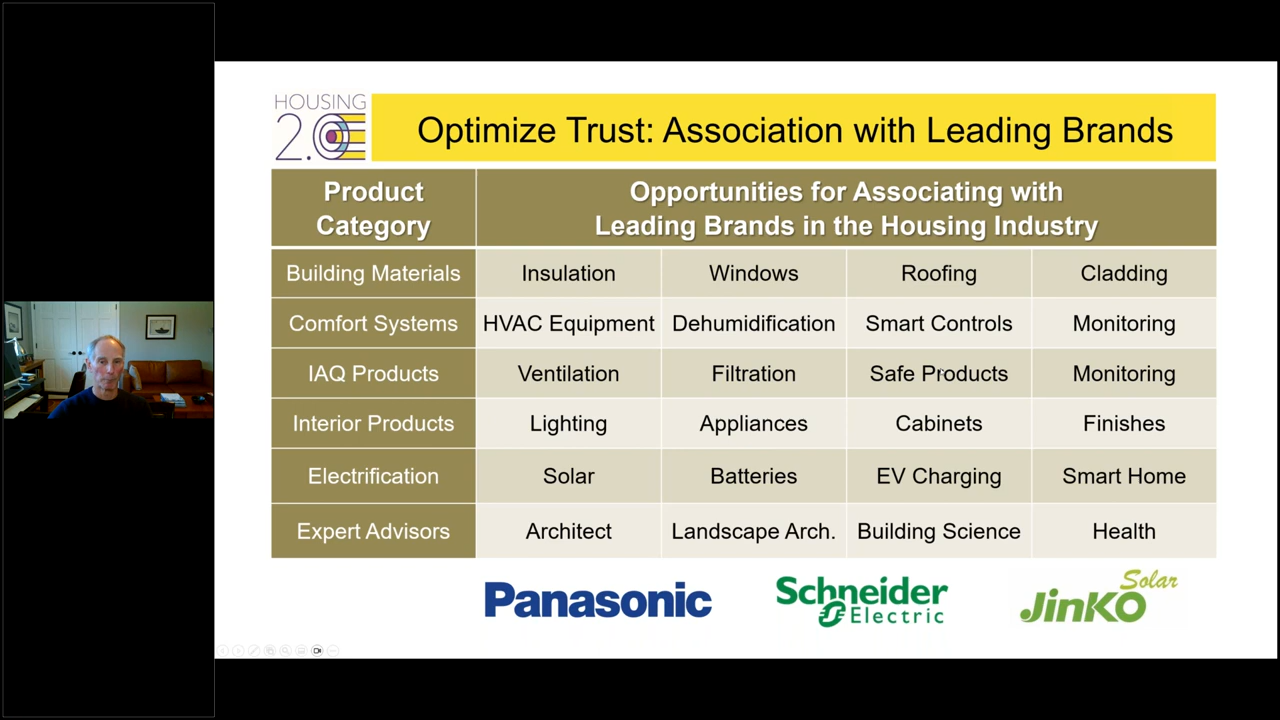 HOUSING
2.0
Optimize Trust: Association with Leading Brands
Product
Category
Opportunities for Associating with
Leading Brands in the Housing Industry
Building Materials Insulation Windows Roofing Cladding
Comfort Systems HVAC Equipment Dehumidification Smart Controls Monitoring
IAQ Products Ventilation Filtration Safe Products Monitoring
Interior Products Lighting Appliances Cabinets Finishes
Electrification Solar Batteries EV Charging Smart Home
Expert Advisors Architect Landscape Arch. Building Science Health
Panasonic
Schneider
Electric
Solar
JinKO